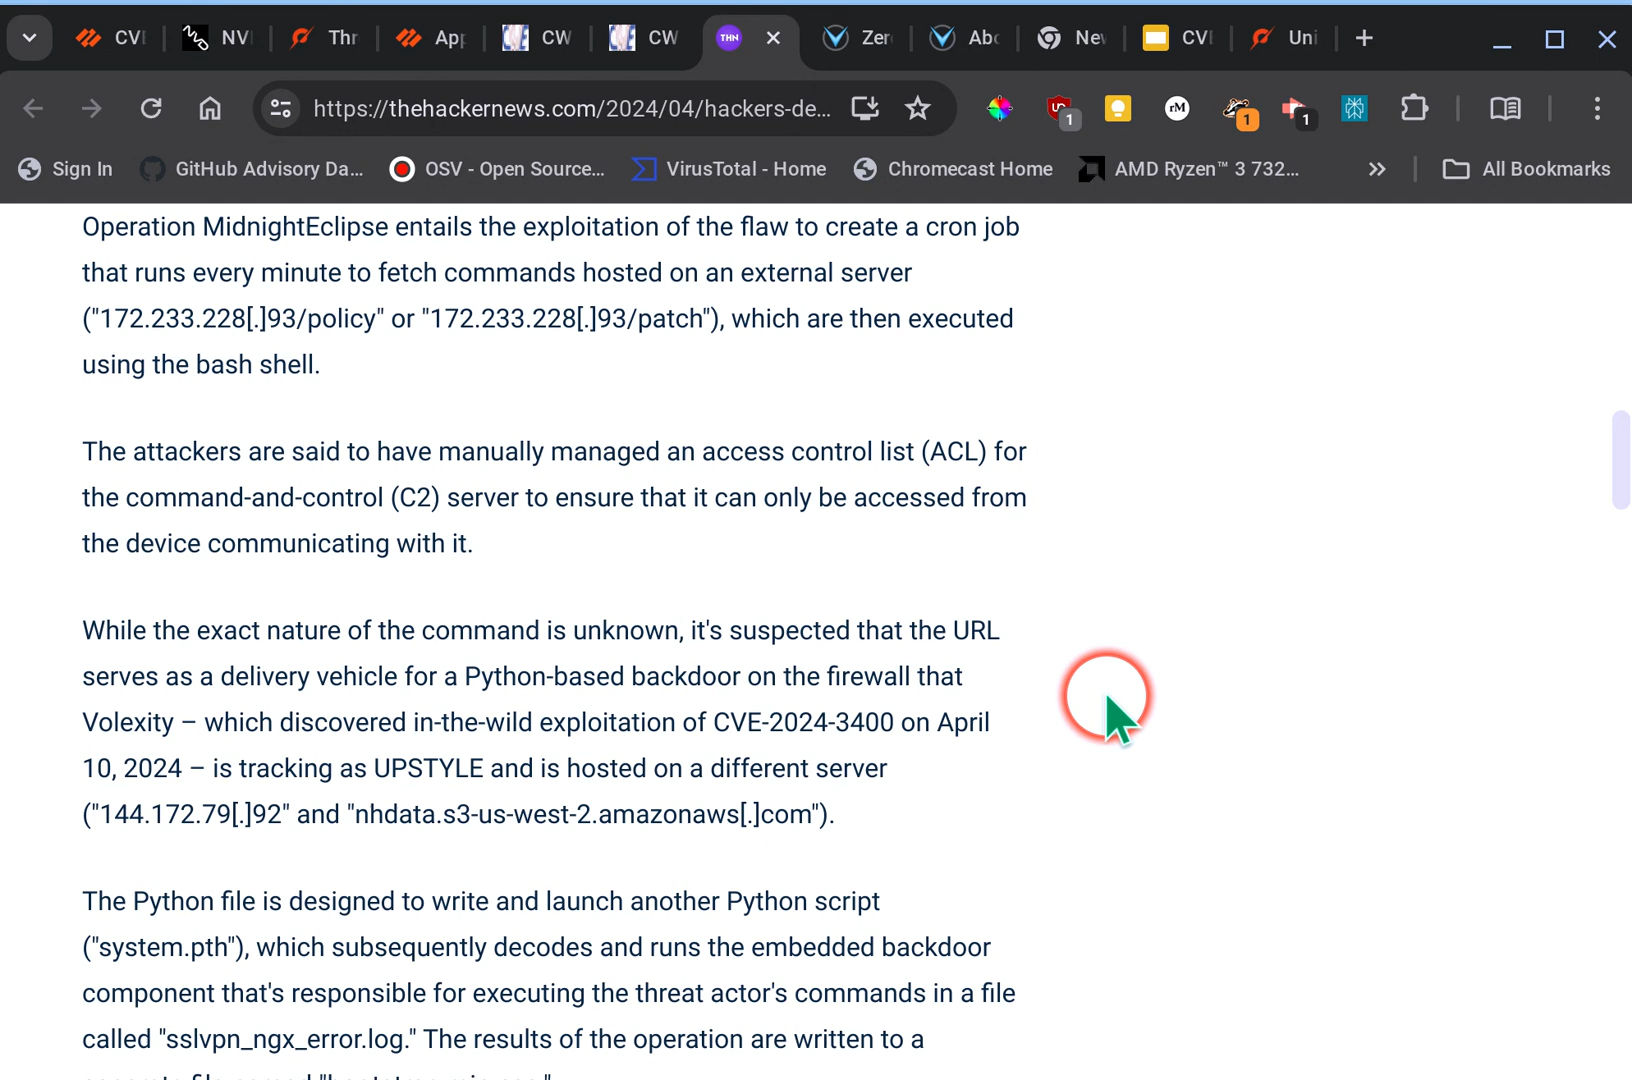 CVE
NV
Thr
App
CW
CW
THN
Zer
Abo
Nev
CVE
Uni
https://thehackernews.com/2024/04/hackers-de...
1
rM
1
1
Sign In
GitHub Advisory Da...
OSV - Open Source...
VirusTotal - Home
Chromecast Home
AMD Ryzen™ 3 732...
All Bookmarks
Operation MidnightEclipse entails the exploitation of the flaw to create a cron job
that runs every minute to fetch commands hosted on an external server
("172.233.228[.]93/policy" or "172.233.228[.]93/patch"), which are then executed
using the bash shell.
The attackers are said to have manually managed an access control list (ACL) for
the command-and-control (C2) server to ensure that it can only be accessed from
the device communicating with it.
While the exact nature of the command is unknown, it's suspected that the URL
serves as a delivery vehicle for a Python-based backdoor on the firewall that
Volexity – which discovered in-the-wild exploitation of CVE-2024-3400 on April
10, 2024 – is tracking as UPSTYLE and is hosted on a different server
("144.172.79[.]92" and "nhdata.s3-us-west-2.amazonaws[.]com").
The Python file is designed to write and launch another Python script
("system.pth"), which subsequently decodes and runs the embedded backdoor
component that's responsible for executing the threat actor's commands in a file
called "sslvpn_ngx_error.log." The results of the operation are written to a